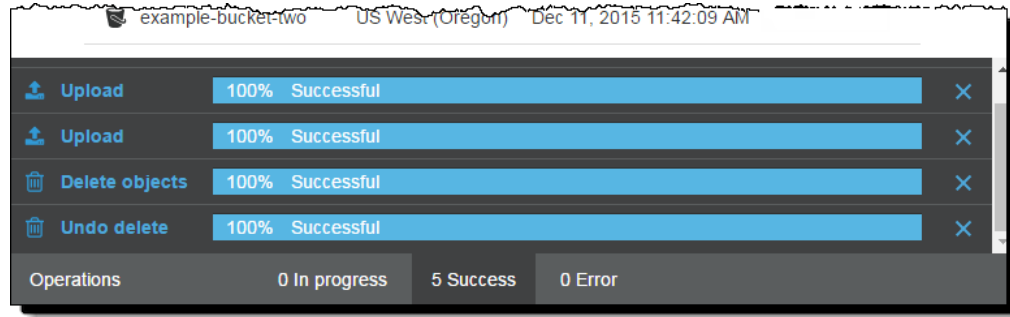 example-bucket-two US West (Oregon) Dec 11, 2015 11:42:09 AM
Upload 100% Successful
Upload 100% Successful
Delete objects 100% Successful
Undo delete 100% Successful
Operations 0 In progress 5 Success 0 Error